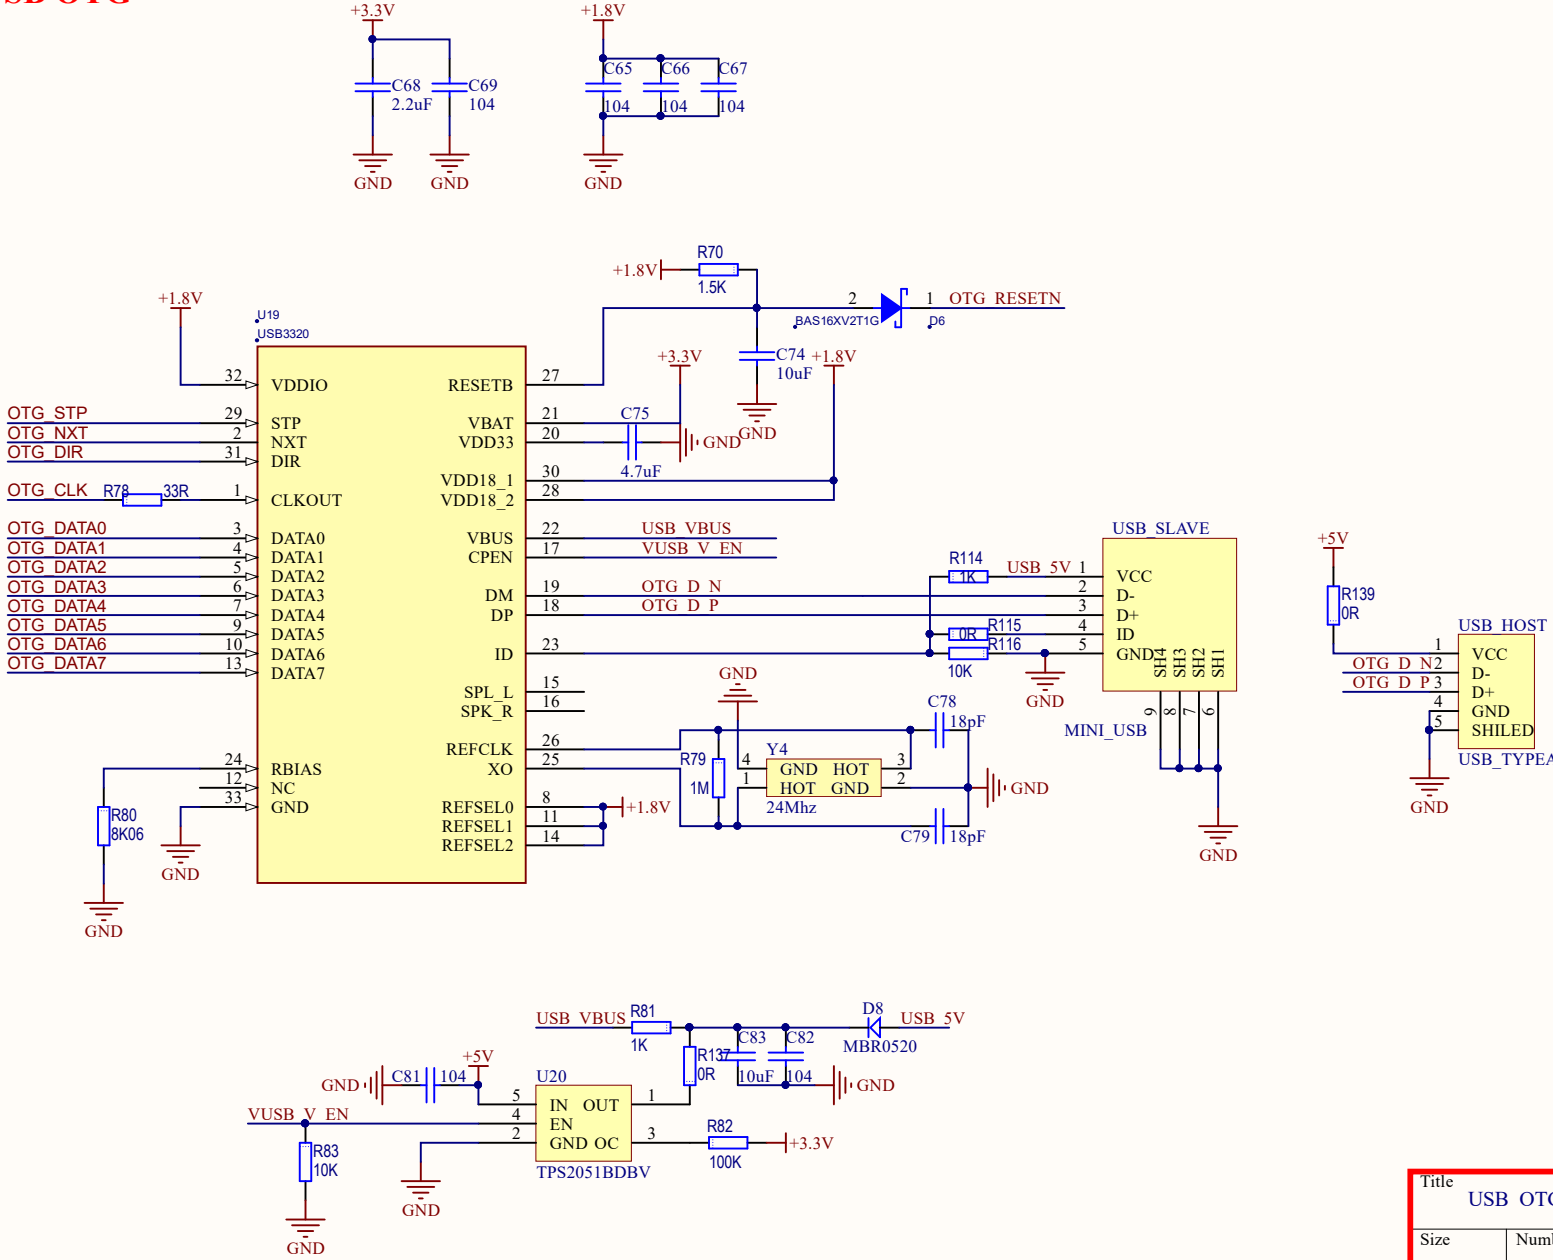 +3.3V
C68
2.2uF
C69
104
GND
GND
+1.8V
C65
104
C66
104
C67
104
GND
R70
+1.8V
1.5K
2
1
OTG_RESETN
BAS16XV2T1G
D6
C74
10uF
GND
+1.8V
+3.3V
+1.8V
U19
USB3320
32 VDDIO
OTG_STP 29 STP
OTG_NXT 2 NXT
OTG_DIR 31 DIR
OTG_CLK R78 33R 1 CLKOUT
OTG_DATA0 3 DATA0
OTG_DATA1 4 DATA1
OTG_DATA2 5 DATA2
OTG_DATA3 6 DATA3
OTG_DATA4 7 DATA4
OTG_DATA5 9 DATA5
OTG_DATA6 10 DATA6
OTG_DATA7 13 DATA7
24 RBIAS
12 NC
33 GND
R80
8K06
GND
GND
RESETB 27
VBAT 21
VDD33 20
C75
4.7uF
GND
VDD18_1 30
VDD18_2 28
VBUS 22 USB_VBUS
CPEN 17 VUSB_V_EN
DM 19 OTG_D_N
DP 18 OTG_D_P
ID 23
SPL_L 15
SPK_R 16
REFCLK 26
XO 25
REFSEL0 8
REFSEL1 11
REFSEL2 14
+1.8V
GND
R79
1M
Y4
4 GND HOT 3
1 HOT GND 2
24Mhz
C78
18pF
C79
18pF
GND
R114
1K
R115
0R
R116
10K
GND
USB_SLAVE
USB_5V 1 VCC
2 D-
3 D+
4 ID
5 GND
SH4
SH3
SH2
SH1
9
8
7
6
MINI_USB
GND
+5V
R139
0R
USB_HOST
1 VCC
OTG_D_N 2 D-
OTG_D_P 3 D+
4 GND
5 SHILED
USB_TYPEA
GND
USB_VBUS
R81
1K
R137
0R
C83
10uF
C82
104
D8
MBR0520
USB_5V
GND
+5V
GND
C81
104
U20
5 IN OUT 1
4 EN
2 GND OC 3
TPS2051BDBV
VUSB_V_EN
R83
10K
GND
GND
R82
100K
+3.3V
Title
USB OTG
Size